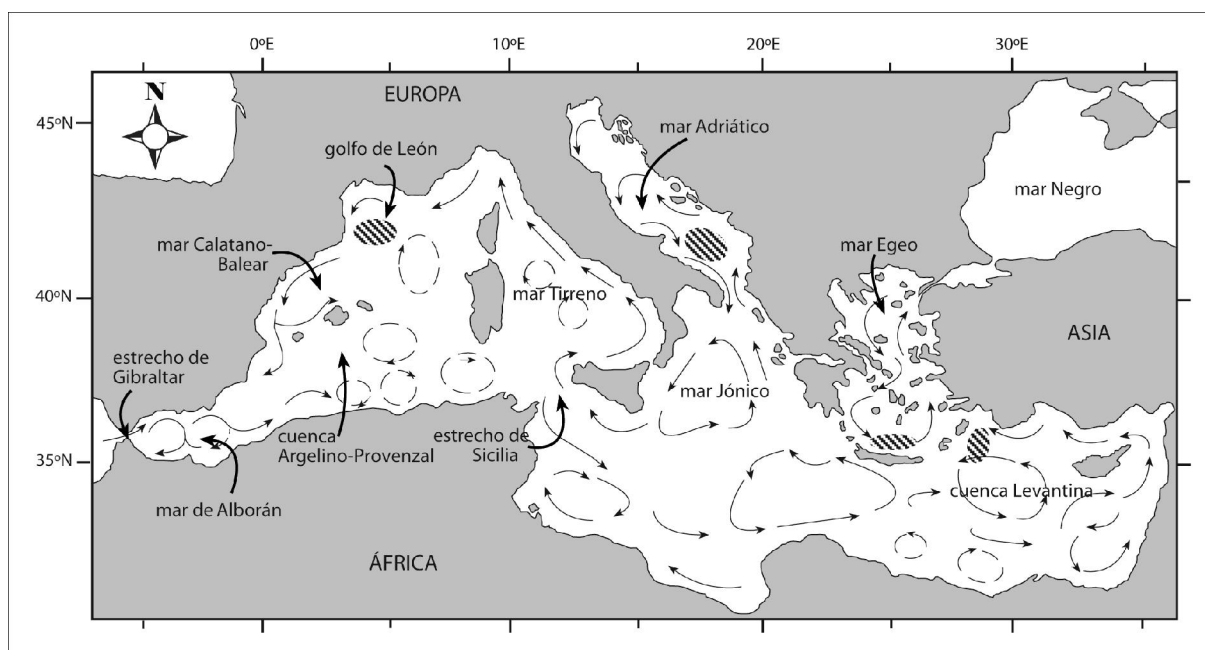 0ºE
10ºE
20ºE
30ºE
N
EUROPA
45ºN
mar Adriático
golfo de León
mar Negro
mar Calatano-
Balear
mar Egeo
40ºN
mar Tirreno
ASIA
estrecho de
Gibraltar
mar Jónico
cuenca
Argelino-Provenzal
estrecho de
Sicilia
35ºN
cuenca Levantina
mar de Alborán
ÁFRICA